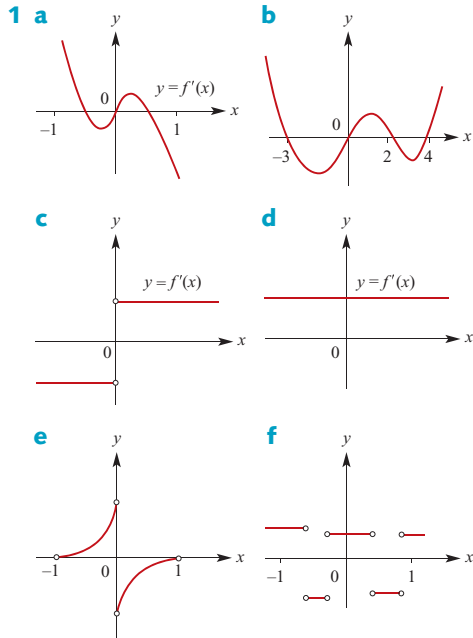 1 a
y
y = f′(x)
0
–1
1
x
b
y
0
–3
2
4
x
c
y
y = f′(x)
0
x
d
y
y = f′(x)
0
x
e
y
–1
0
1
x
f
y
–1
0
1
x